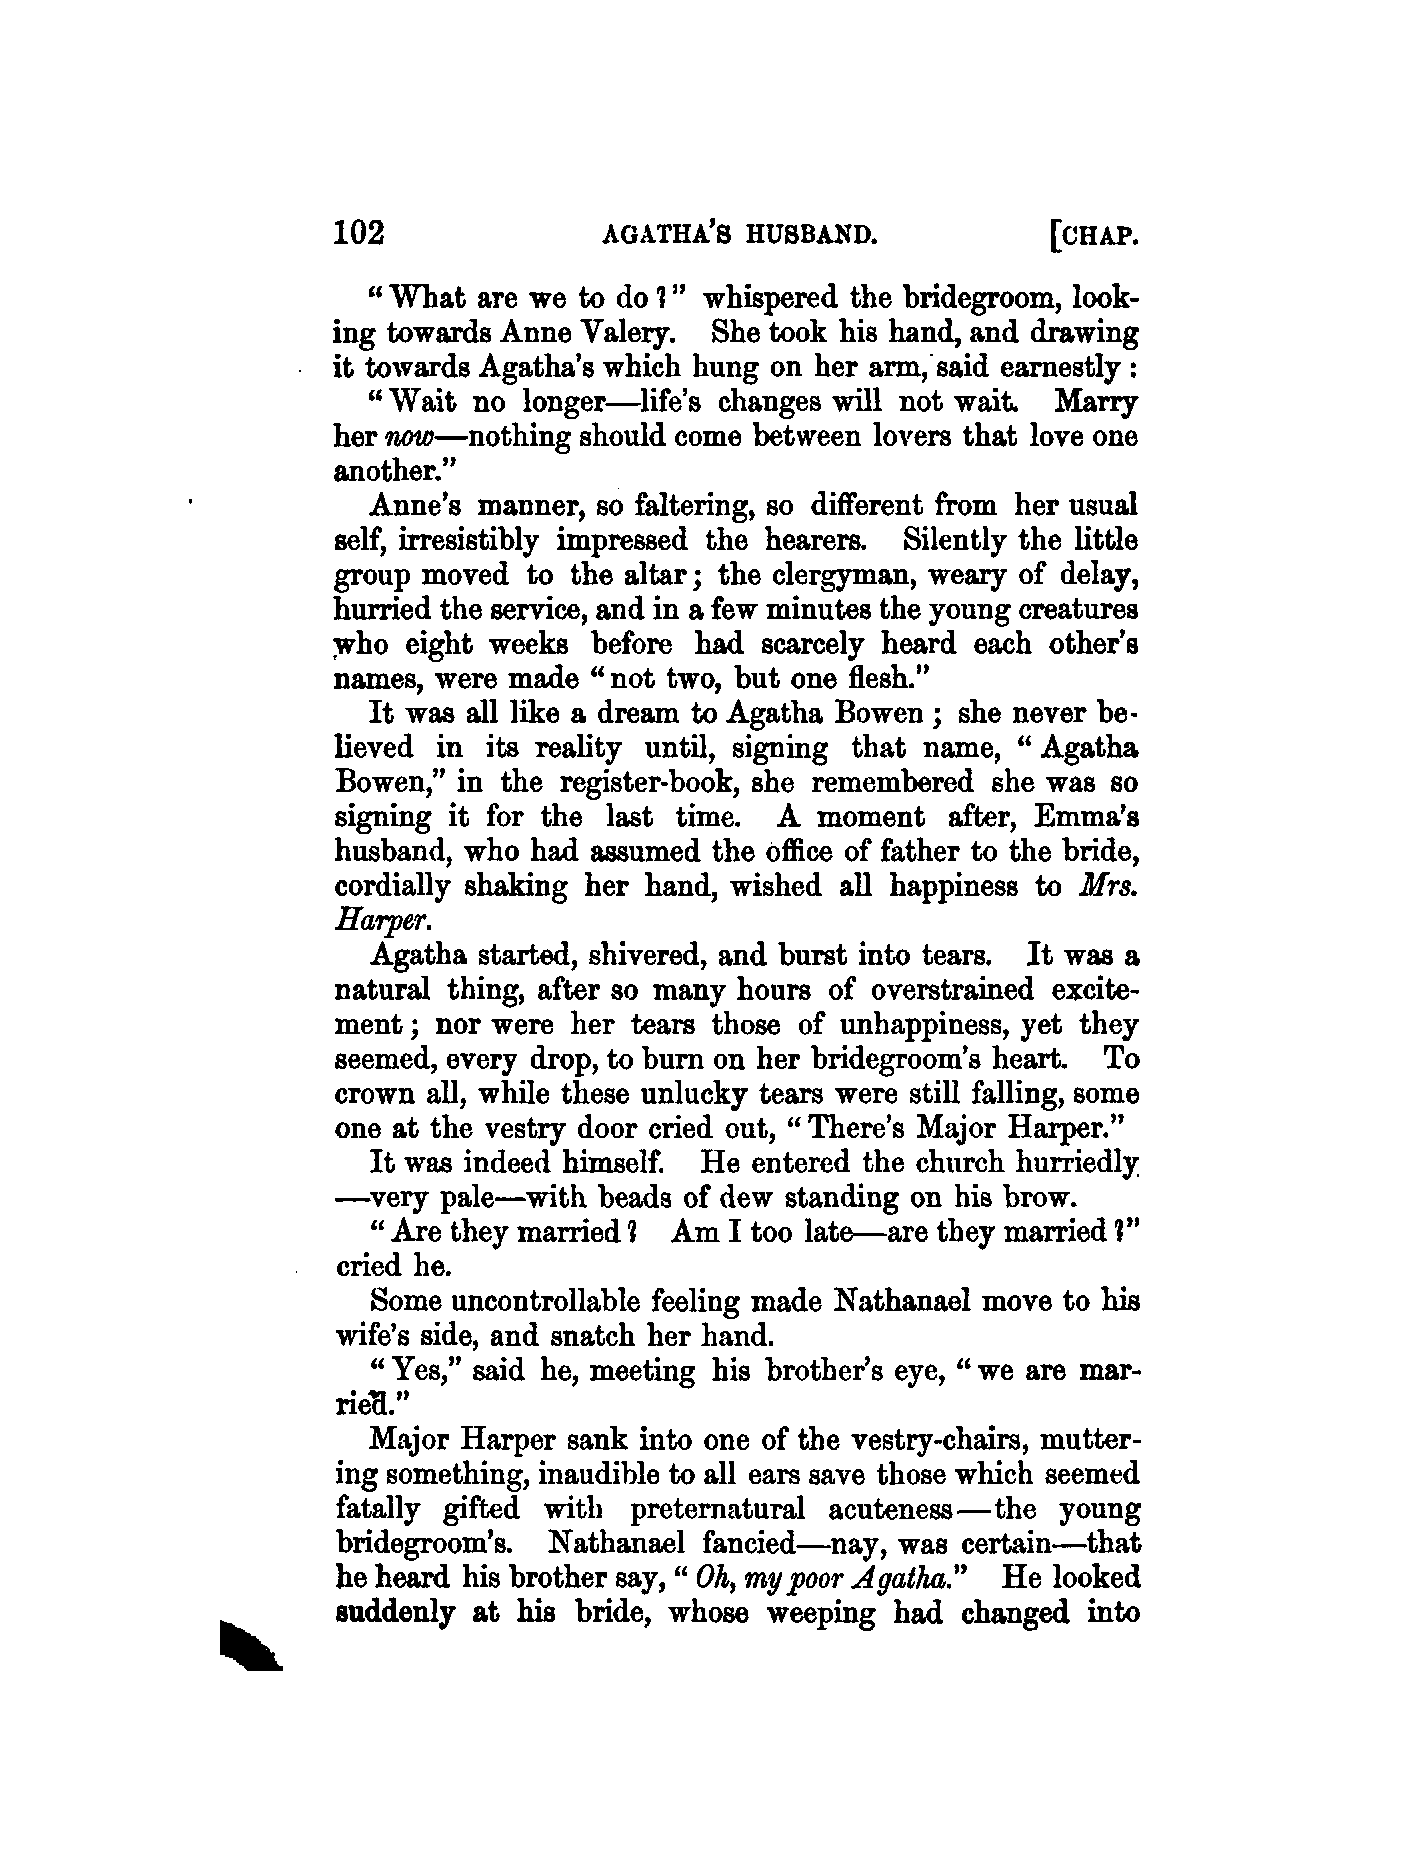 102 AGATHA'S HUSBAND. [CHAP.
"What are we to do?" whispered the bridegroom, look-
ing towards Anne Valery. She took his hand, and drawing
it towards Agatha's which hung on her arm, said earnestly :
"Wait no longer—life's changes will not wait. Marry
her now—nothing should come between lovers that love one
another."
Anne's manner, so faltering, so different from her usual
self, irresistibly impressed the hearers. Silently the little
group moved to the altar; the clergyman, weary of delay,
hurried the service, and in a few minutes the young creatures
who eight weeks before had scarcely heard each other's
names, were made "not two, but one flesh."
It was all like a dream to Agatha Bowen ; she never be-
lieved in its reality until, signing that name, "Agatha
Bowen," in the register-book, she remembered she was so
signing it for the last time. A moment after, Emma's
husband, who had assumed the office of father to the bride,
cordially shaking her hand, wished all happiness to Mrs.
Harper.
Agatha started, shivered, and burst into tears. It was a
natural thing, after so many hours of overstrained excite-
ment; nor were her tears those of unhappiness, yet they
seemed, every drop, to burn on her bridegroom's heart. To
crown all, while these unlucky tears were still falling, some
one at the vestry door cried out, "There's Major Harper."
It was indeed himself. He entered the church hurriedly
—very pale—with beads of dew standing on his brow.
"Are they married? Am I too late—are they married?"
cried he.
Some uncontrollable feeling made Nathanael move to his
wife's side, and snatch her hand.
"Yes," said he, meeting his brother's eye, "we are mar-
ried."
Major Harper sank into one of the vestry-chairs, mutter-
ing something, inaudible to all ears save those which seemed
fatally gifted with preternatural acuteness—the young
bridegroom's. Nathanael fancied—nay, was certain—that
he heard his brother say, "Oh, my poor Agatha." He looked
suddenly at his bride, whose weeping had changed into